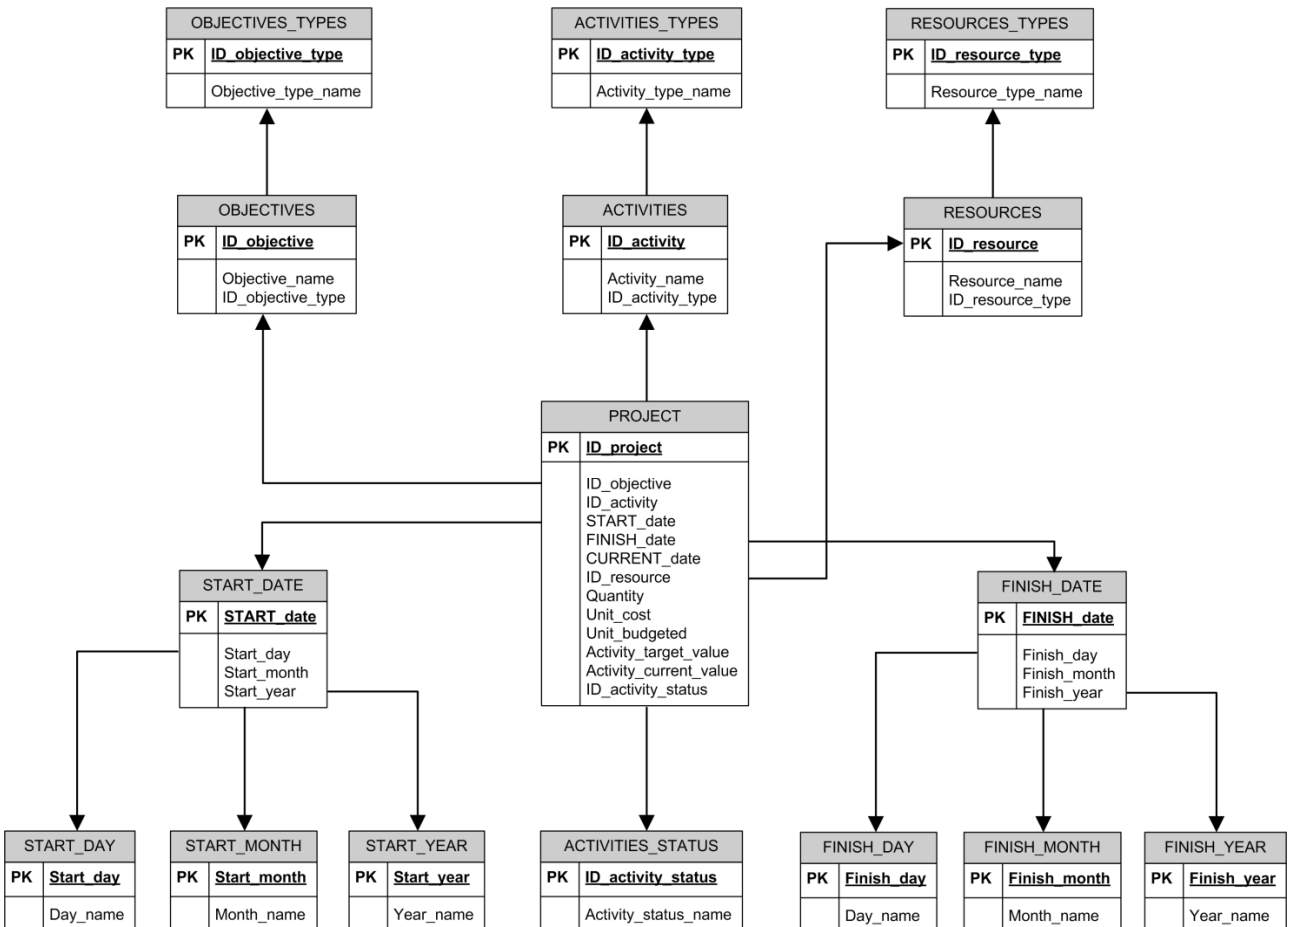 OBJECTIVES_TYPES
PK ID_objective_type
Objective_type_name
ACTIVITIES_TYPES
PK ID_activity_type
Activity_type_name
RESOURCES_TYPES
PK ID_resource_type
Resource_type_name
OBJECTIVES
PK ID_objective
Objective_name
ID_objective_type
ACTIVITIES
PK ID_activity
Activity_name
ID_activity_type
RESOURCES
PK ID_resource
Resource_name
ID_resource_type
PROJECT
PK ID_project
ID_objective
ID_activity
START_date
FINISH_date
CURRENT_date
ID_resource
Quantity
Unit_cost
Unit_budgeted
Activity_target_value
Activity_current_value
ID_activity_status
START_DATE
PK START_date
Start_day
Start_month
Start_year
FINISH_DATE
PK FINISH_date
Finish_day
Finish_month
Finish_year
START_DAY
PK Start_day
Day_name
START_MONTH
PK Start_month
Month_name
START_YEAR
PK Start_year
Year_name
ACTIVITIES_STATUS
PK ID_activity_status
Activity_status_name
FINISH_DAY
PK Finish_day
Day_name
FINISH_MONTH
PK Finish_month
Month_name
FINISH_YEAR
PK Finish_year
Year_name